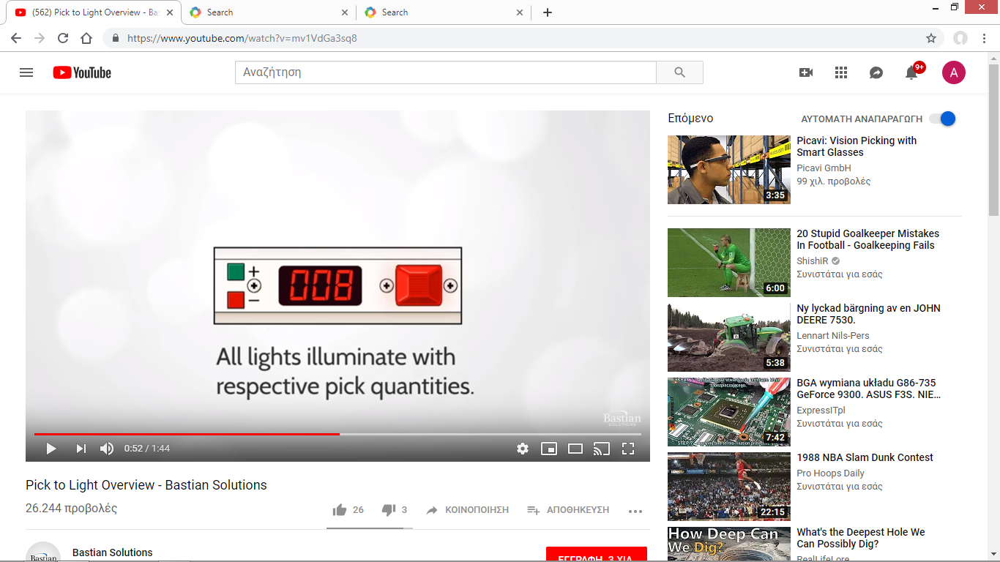 (562) Pick to Light Overview - Bas
Search
Search
https://www.youtube.com/watch?v=mv1VdGa3sq8
YouTube
Αναζήτηση
9+
A
008
+
−
All lights illuminate with
respective pick quantities.
Bastian
SOLUTIONS
0:52 / 1:44
Pick to Light Overview - Bastian Solutions
26.244 προβολές
26
3
ΚΟΙΝΟΠΟΙΗΣΗ
ΑΠΟΘΗΚΕΥΣΗ
Bastian
Bastian Solutions
ΕΓΓΡΑΦΗ 3 ΧΙΛ.
Επόμενο
ΑΥΤΟΜΑΤΗ ΑΝΑΠΑΡΑΓΩΓΗ
3:35
Picavi: Vision Picking with
Smart Glasses
Picavi GmbH
99 χιλ. προβολές
6:00
20 Stupid Goalkeeper Mistakes
In Football - Goalkeeping Fails
ShishiR
Συνιστάται για εσάς
5:38
Ny lyckad bärgning av en JOHN
DEERE 7530.
Lennart Nils-Pers
Συνιστάται για εσάς
7:42
BGA wymiana układu G86-735
GeForce 9300. ASUS F3S. NIE...
ExpressITpl
Συνιστάται για εσάς
22:15
1988 NBA Slam Dunk Contest
Pro Hoops Daily
Συνιστάται για εσάς
How Deep Can
We Dig?
What's the Deepest Hole We
Can Possibly Dig?
RealLifeLore